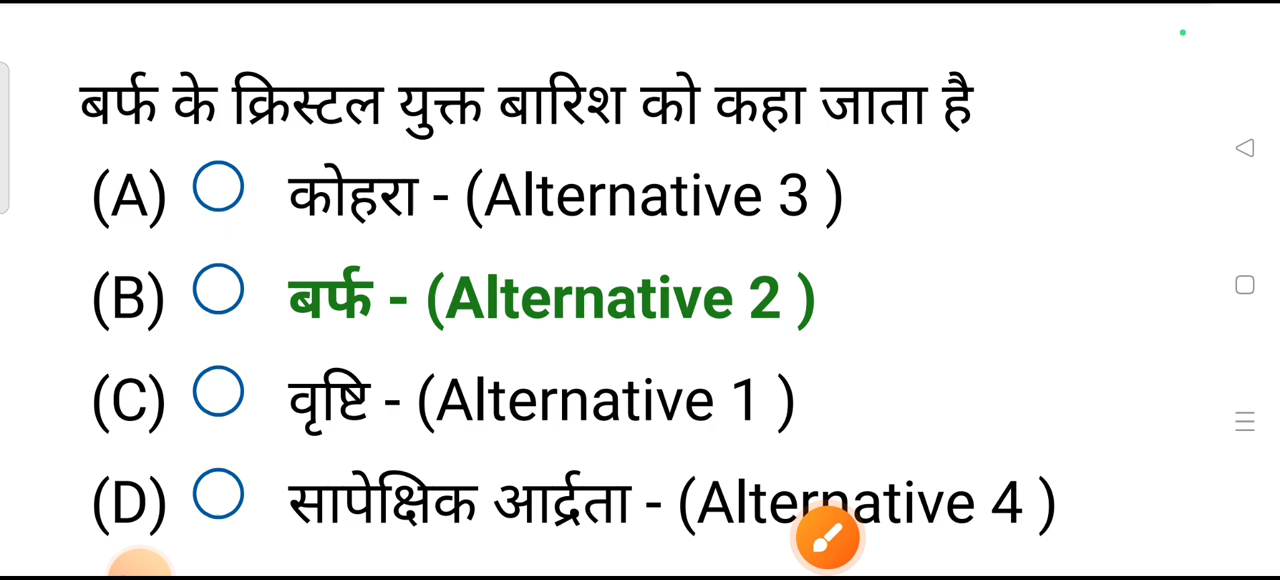 बर्फ के क्रिस्टल युक्त बारिश को कहा जाता है
(A) कोहरा - (Alternative 3 )
(B) बर्फ - (Alternative 2 )
(C) वृष्टि - (Alternative 1 )
(D) सापेक्षिक आर्द्रता - (Alternative 4 )